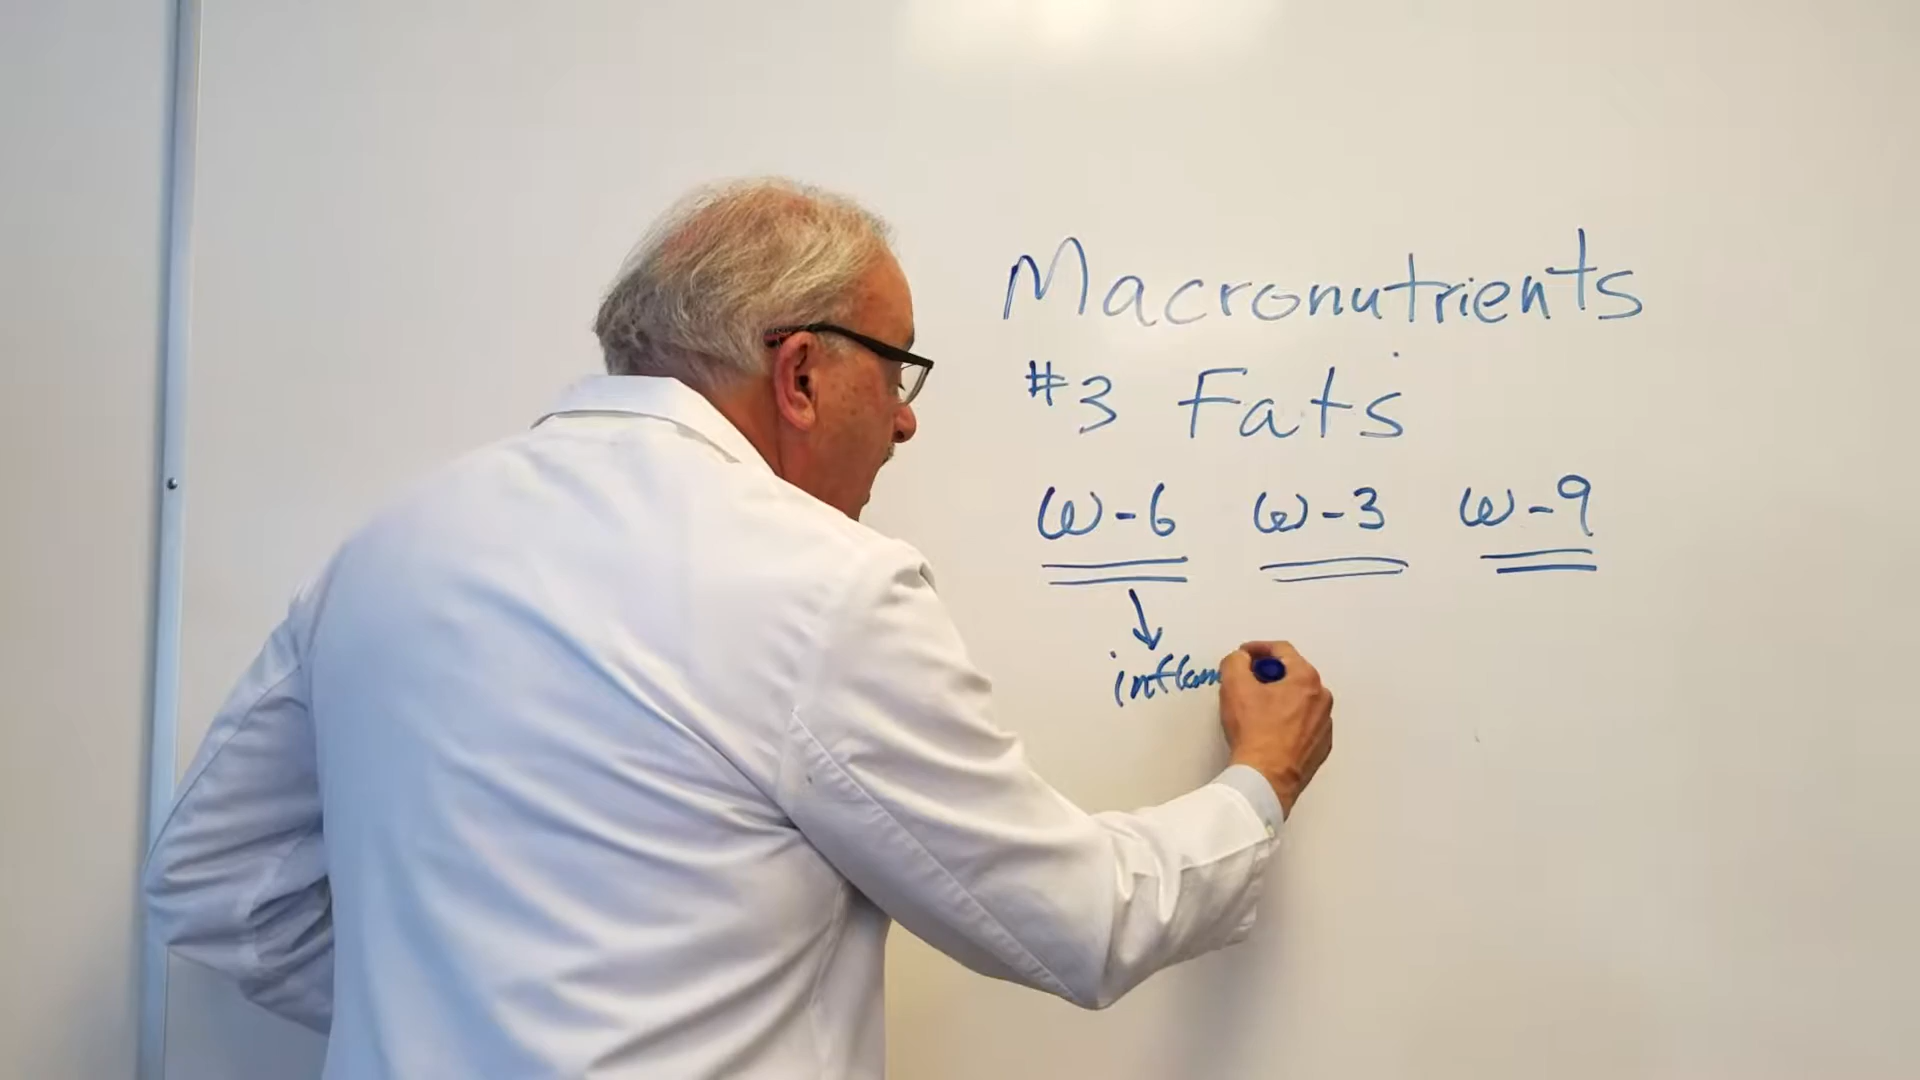 Macronutrients
#3 Fats
ω-6 ω-3 ω-9
inflam